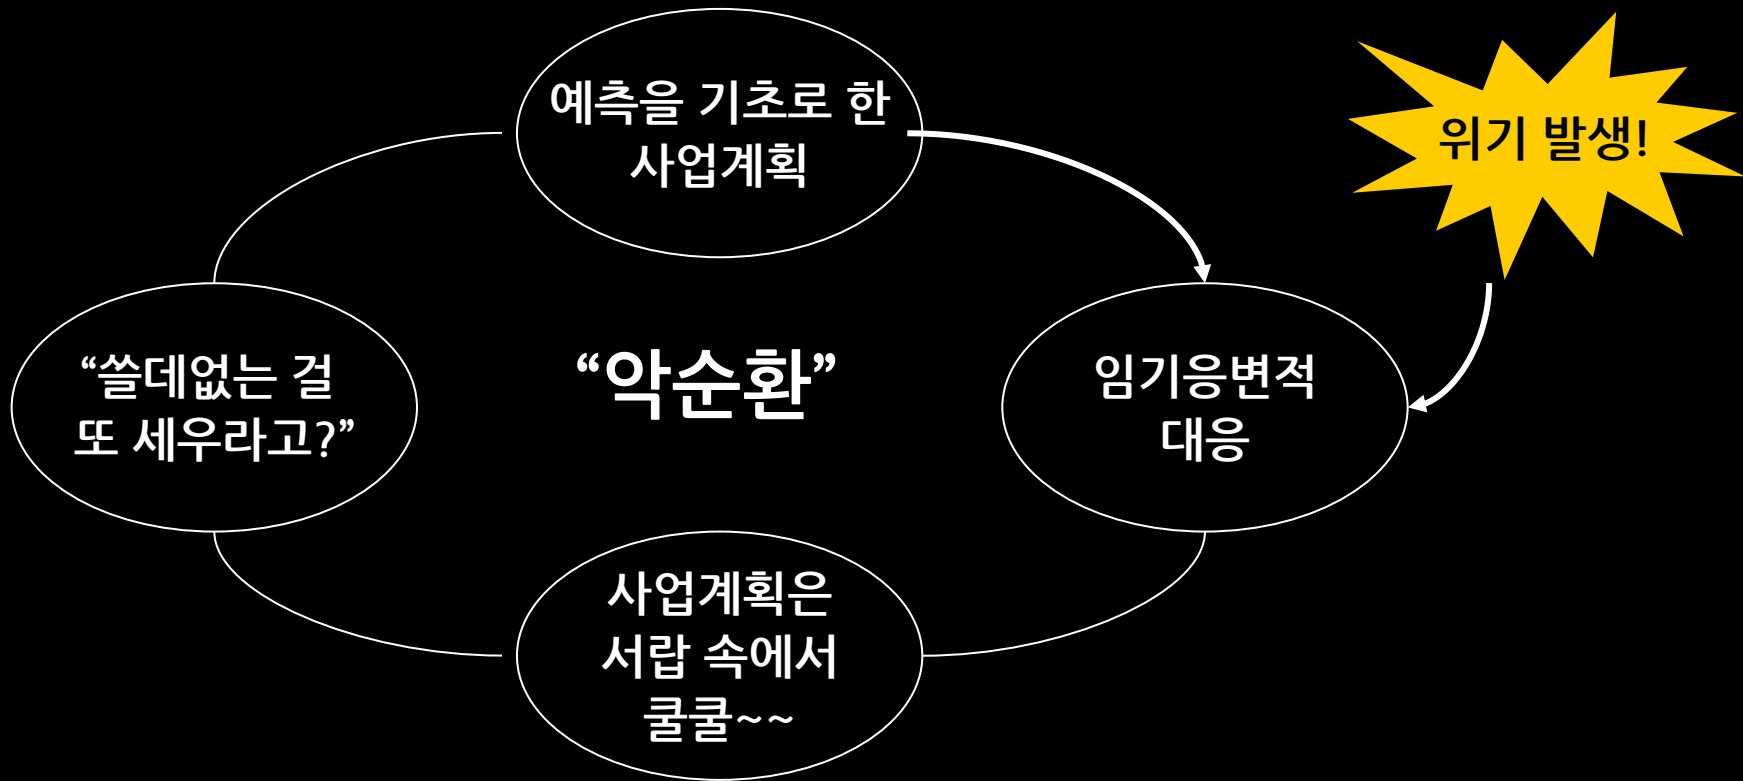 예측을 기초로 한
사업계획
위기 발생!
“쓸데없는 걸
또 세우라고?”
“악순환”
임기응변적
대응
사업계획은
서랍 속에서
쿨쿨~~